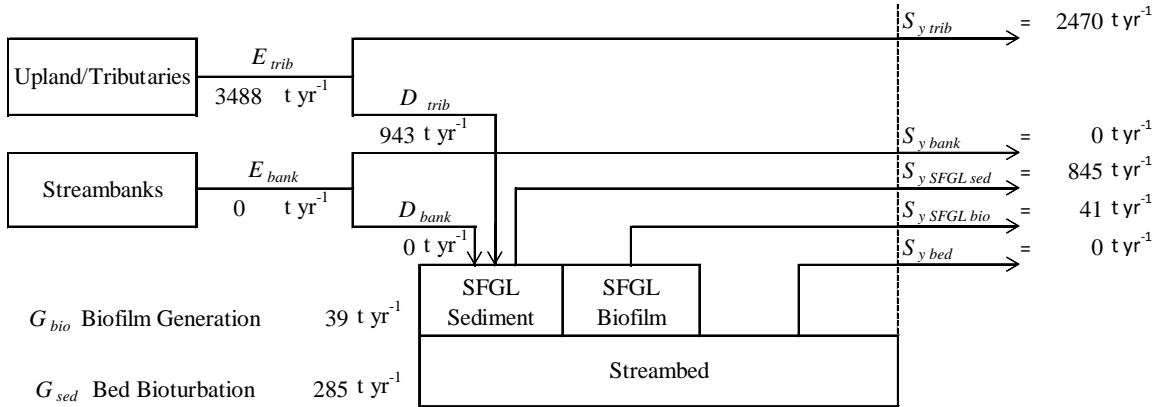 S y trib = 2470 t yr-1
Upland/Tributaries
E trib
3488 t yr-1
D trib
943 t yr-1
S y bank = 0 t yr-1
Streambanks
E bank
0 t yr-1
S y SFGL sed = 845 t yr-1
S y SFGL bio = 41 t yr-1
D bank
0 t yr-1
S y bed = 0 t yr-1
SFGL
Sediment
SFGL
Biofilm
G bio Biofilm Generation 39 t yr-1
Streambed
G sed Bed Bioturbation 285 t yr-1